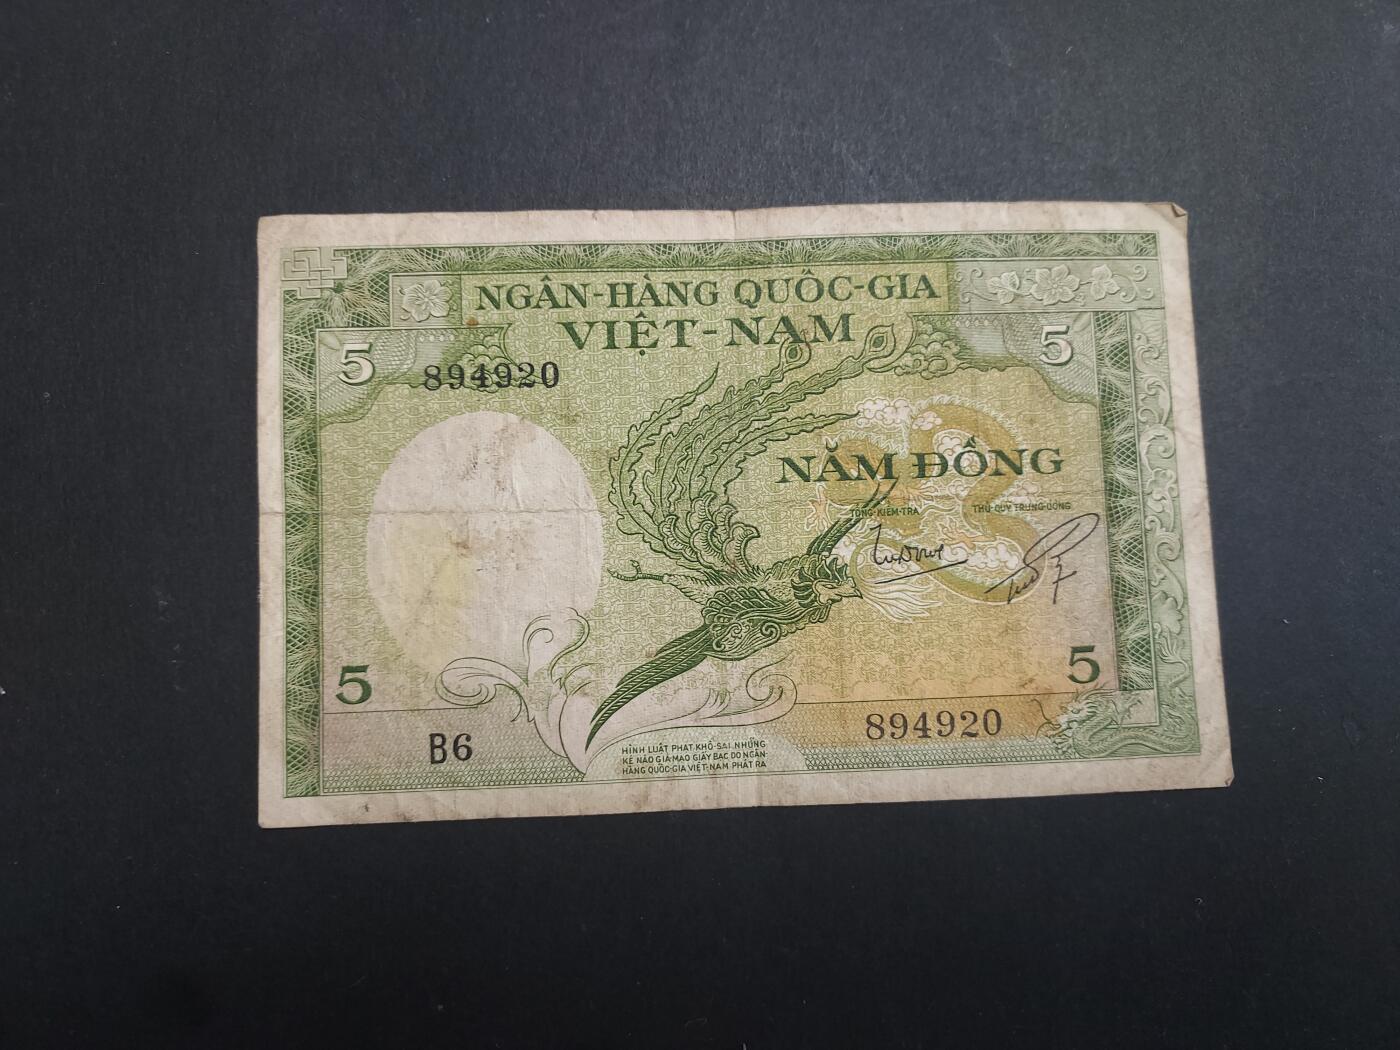 NGÂN-HÀNG QUỐC-GIA
VIỆT-NAM
5
5
894920
NĂM ĐỒNG
TỔNG-KIỂM-TRA
THỦ-QUỸ TRUNG-ƯƠNG
5
5
894920
B6
HÌNH LUẬT PHẠT KHỔ-SAI NHỮNG
KẺ NÀO GIẢ-MẠO GIẤY BẠC DO NGÂN-
HÀNG QUỐC-GIA VIỆT-NAM PHÁT RA